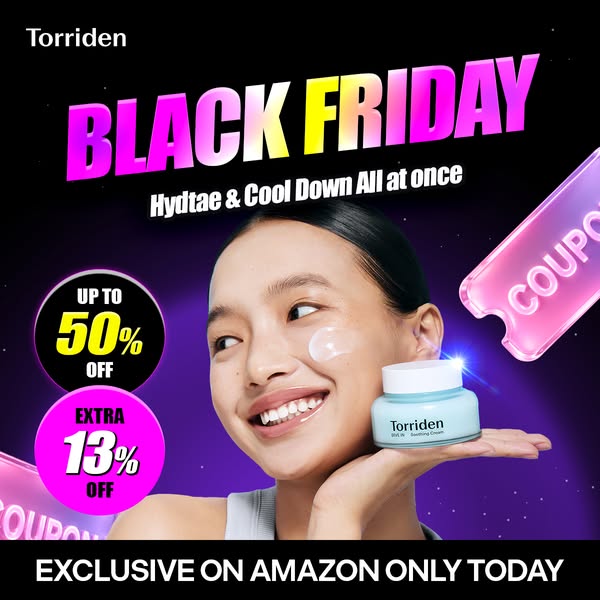 Torriden
BLACK FRIDAY
Hydtae & Cool Down All at once
UP TO
50%
OFF
EXTRA
13%
OFF
COUPON
Torriden
DIVE IN Soothing Cream
COUPON
EXCLUSIVE ON AMAZON ONLY TODAY